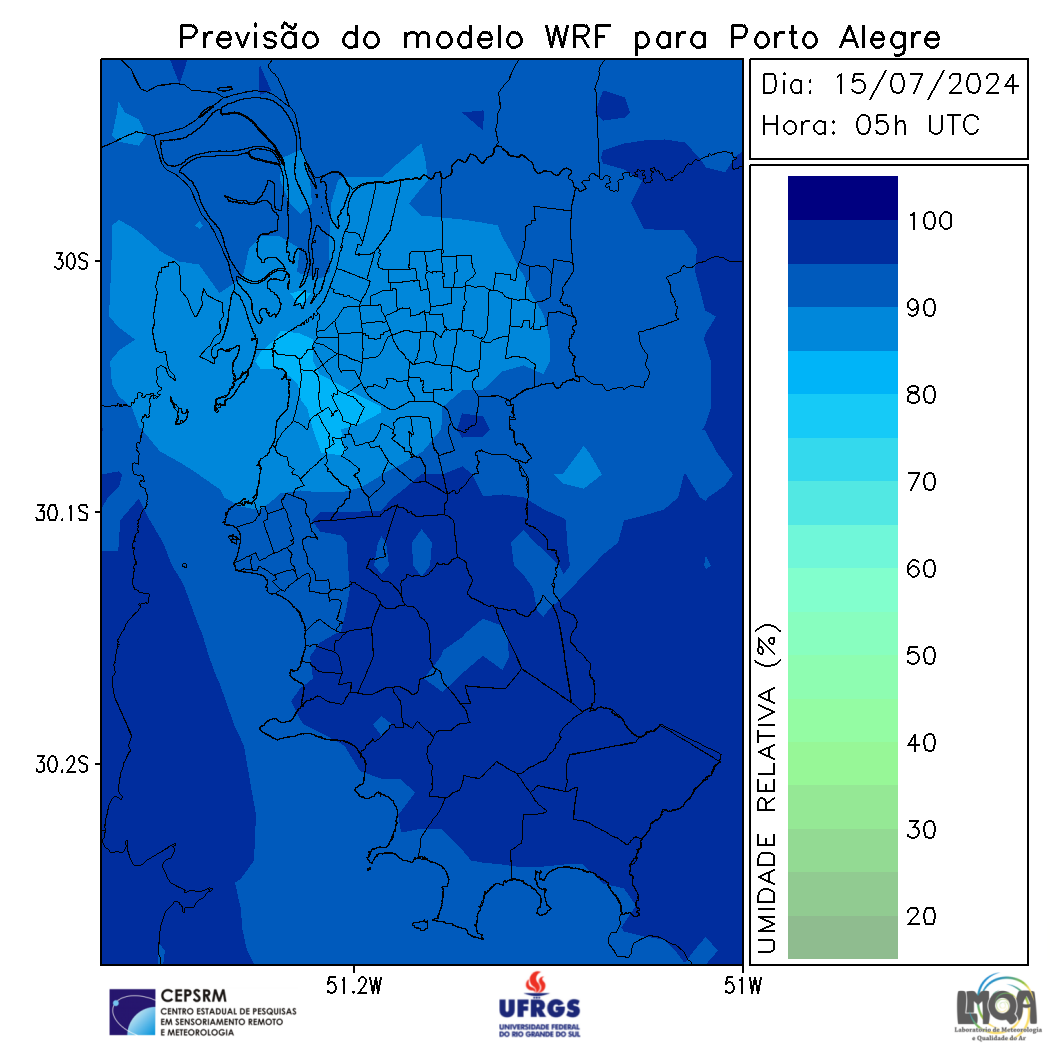 Previsão do modelo WRF para Porto Alegre
Dia: 15/07/2024
Hora: 05h UTC
30S
30.1S
30.2S
51.2W
51W
100
90
80
70
60
50
40
30
20
UMIDADE RELATIVA (%)
CEPSRM
CENTRO ESTADUAL DE PESQUISAS
EM SENSORIAMENTO REMOTO
E METEOROLOGIA
UFRGS
UNIVERSIDADE FEDERAL
DO RIO GRANDE DO SUL
LMQA
Laboratório de Meteorologia
e Qualidade do Ar